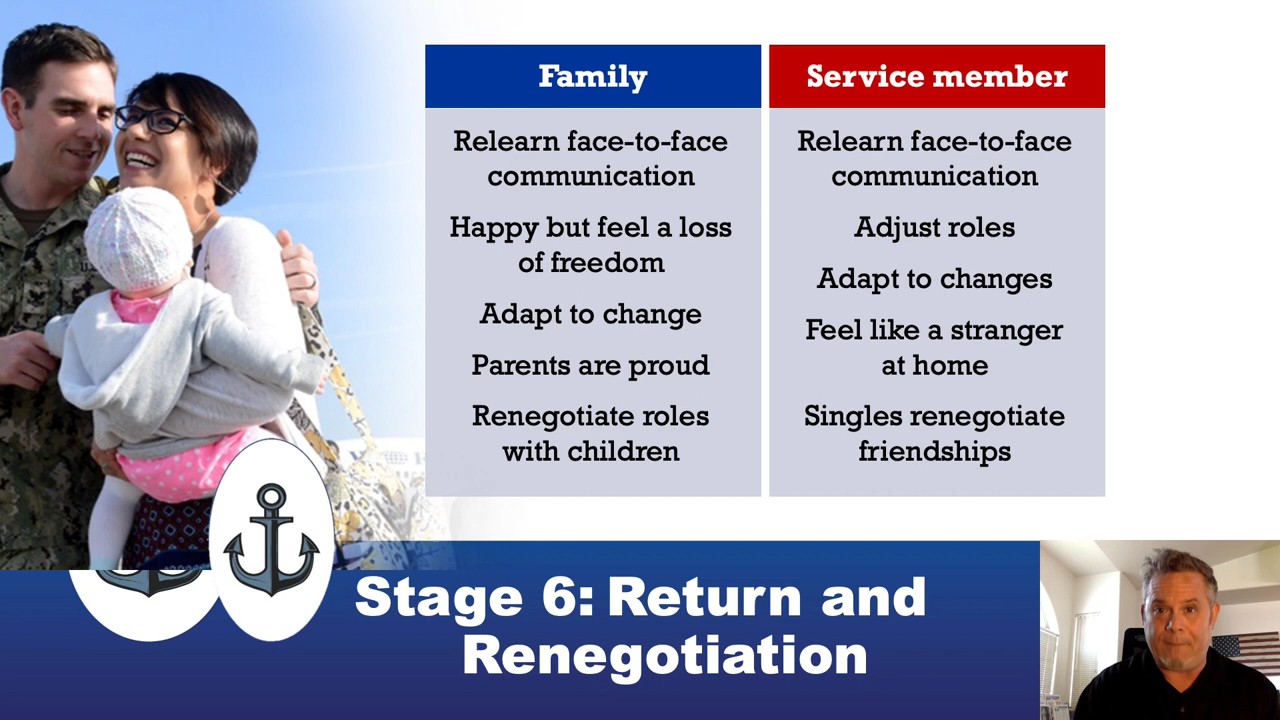 Family
Relearn face-to-face
communication
Happy but feel a loss
of freedom
Adapt to change
Parents are proud
Renegotiate roles
with children
Service member
Relearn face-to-face
communication
Adjust roles
Adapt to changes
Feel like a stranger
at home
Singles renegotiate
friendships
Stage 6: Return and
Renegotiation